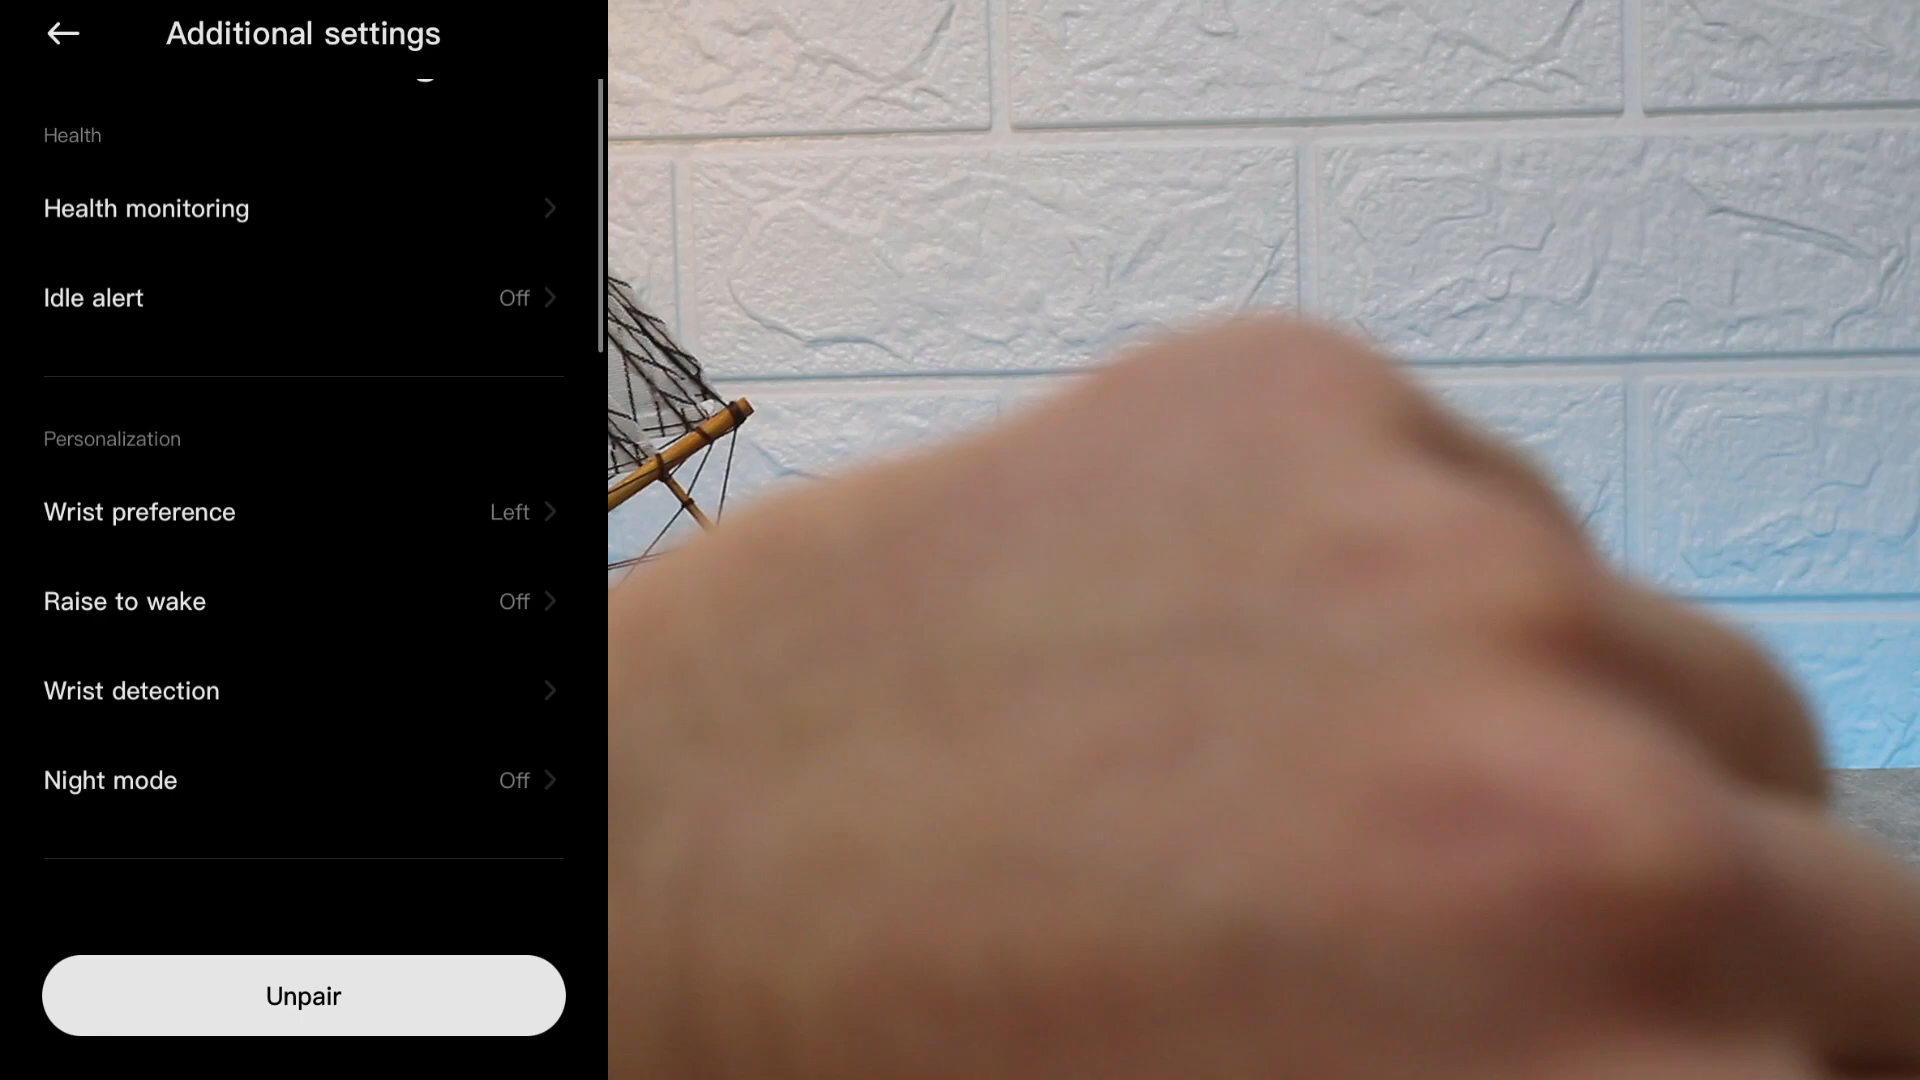 Additional settings
Health
Health monitoring
Idle alert Off
Personalization
Wrist preference Left
Raise to wake Off
Wrist detection
Night mode Off
Unpair